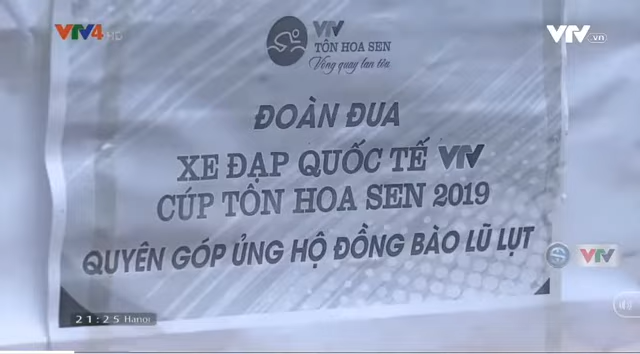 VTV4 HD
VTV.vn
VTV
TÔN HOA SEN
Vòng quay lan tỏa
ĐOÀN ĐUA
XE ĐẠP QUỐC TẾ VTV
CÚP TÔN HOA SEN 2019
QUYÊN GÓP ỦNG HỘ ĐỒNG BÀO LŨ LỤT
VTV
21:25 Hanoi